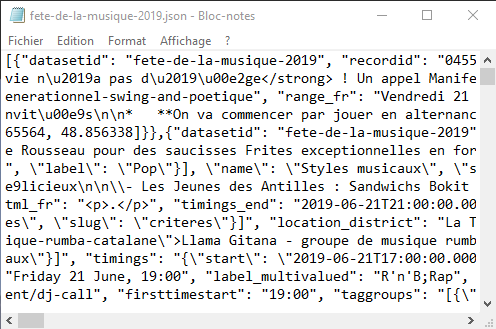 fete-de-la-musique-2019.json - Bloc-notes
Fichier Edition Format Affichage ?
[{"datasetid": "fete-de-la-musique-2019", "recordid": "0455
vie n\u2019a pas d\u2019\u00e2ge</strong> ! Un appel Manife
enerationnel-swing-and-poetique", "range_fr": "Vendredi 21
nvit\u00e9s\n\n*   **On va commencer par jouer en alternanc
65564, 48.856338]}},{"datasetid": "fete-de-la-musique-2019"
e Rousseau pour des saucisses Frites exceptionnelles en for
", \"label\": \"Pop\"}], \"name\": \"Styles musicaux\", \"s
e9licieux\n\n\\- Les Jeunes des Antilles : Sandwichs Bokit
tml_fr": "<p>.</p>", "timings_end": "2019-06-21T21:00:00.00
es\", \"slug\": \"criteres\"}]", "location_district": "La T
ique-rumba-catalane\">Llama Gitana - groupe de musique rumb
aux\"}]", "timings": "{\"start\": \"2019-06-21T17:00:00.000
"Friday 21 June, 19:00", "label_multivalued": "R'n'B;Rap",
ent/dj-call", "firsttimestart": "19:00", "taggroups": "[{\"